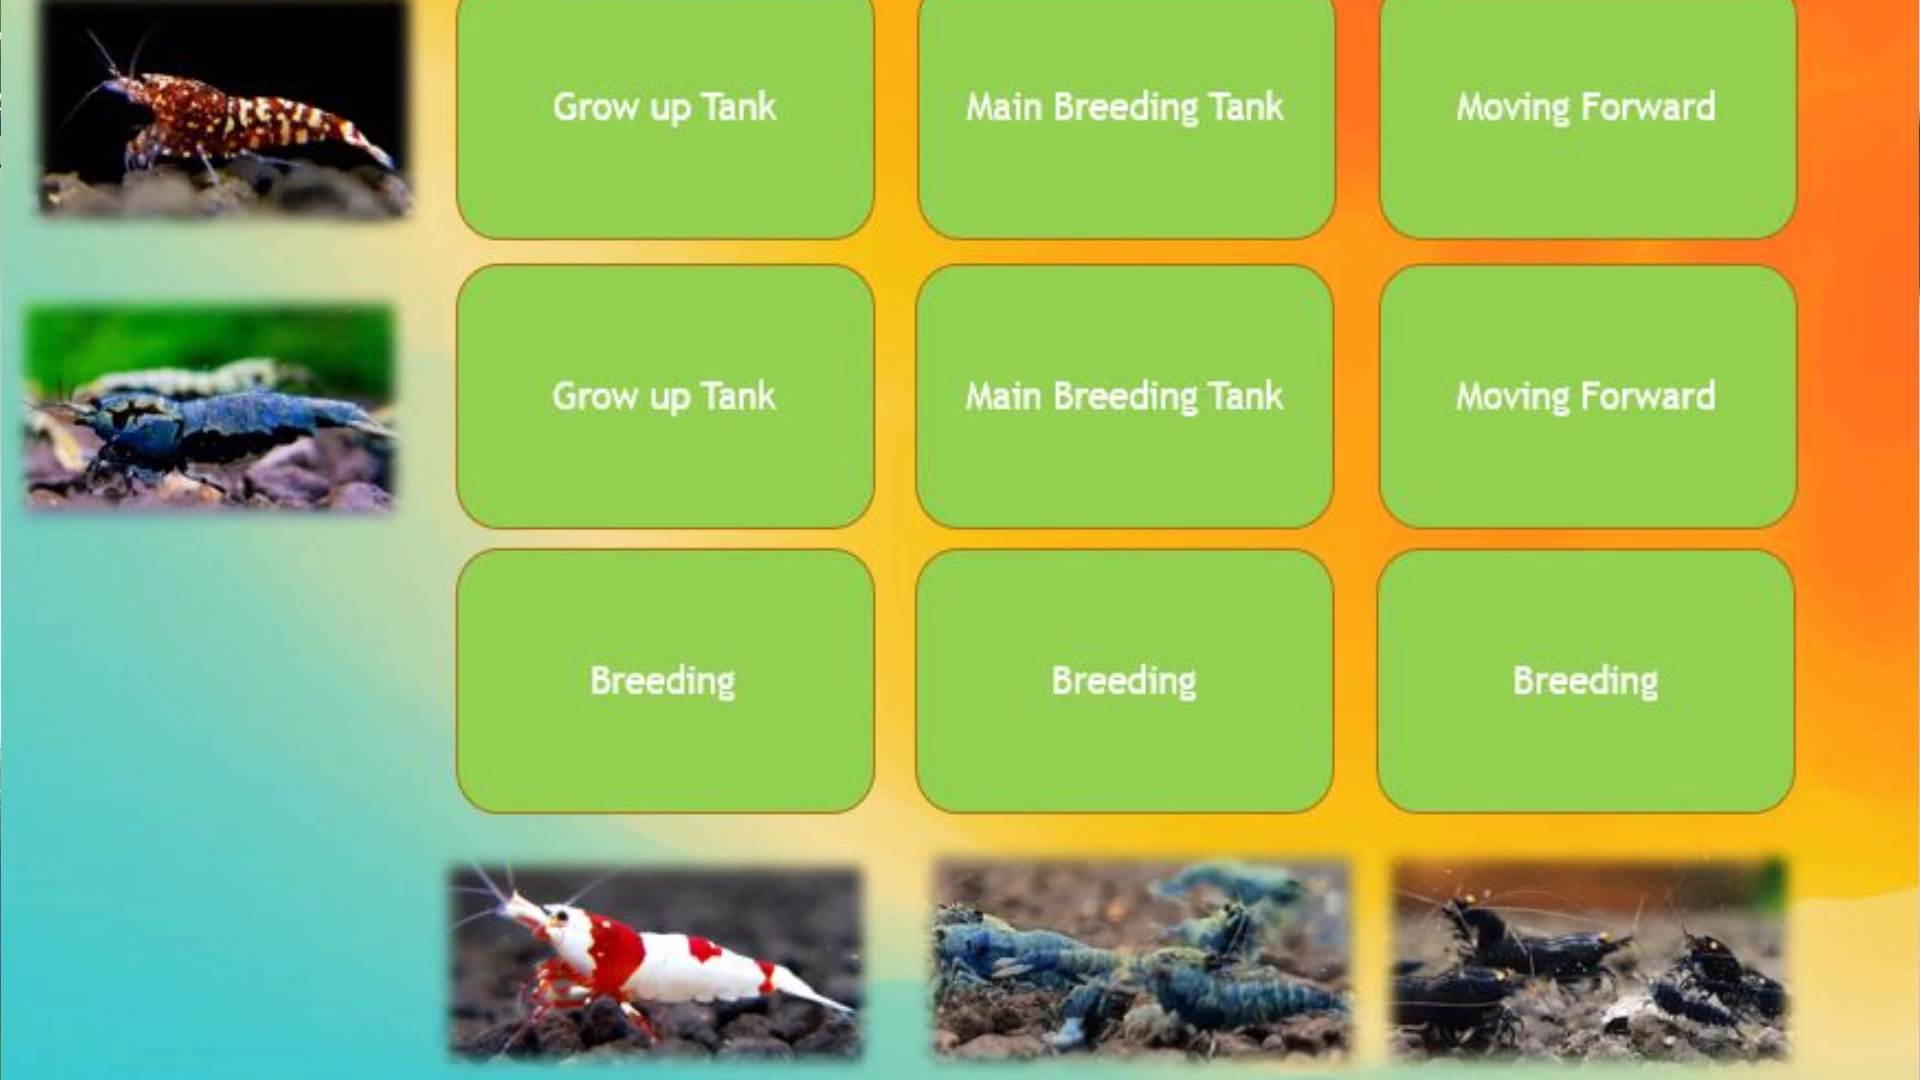 Grow up Tank
Main Breeding Tank
Moving Forward
Grow up Tank
Main Breeding Tank
Moving Forward
Breeding
Breeding
Breeding